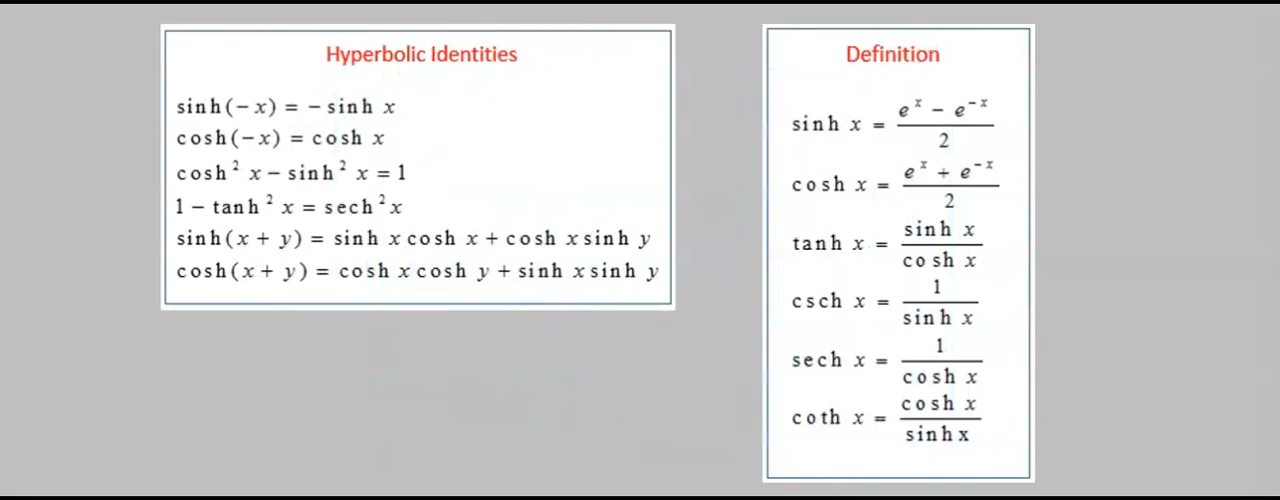 Hyperbolic Identities
sinh(−x) = − sinh x
cosh(−x) = cosh x
cosh² x − sinh² x = 1
1 − tanh² x = sech² x
sinh(x + y) = sinh x cosh x + cosh x sinh y
cosh(x + y) = cosh x cosh y + sinh x sinh y
Definition
sinh x = (eˣ − e⁻ˣ) / 2
cosh x = (eˣ + e⁻ˣ) / 2
tanh x = sinh x / cosh x
csch x = 1 / sinh x
sech x = 1 / cosh x
coth x = cosh x / sinh x